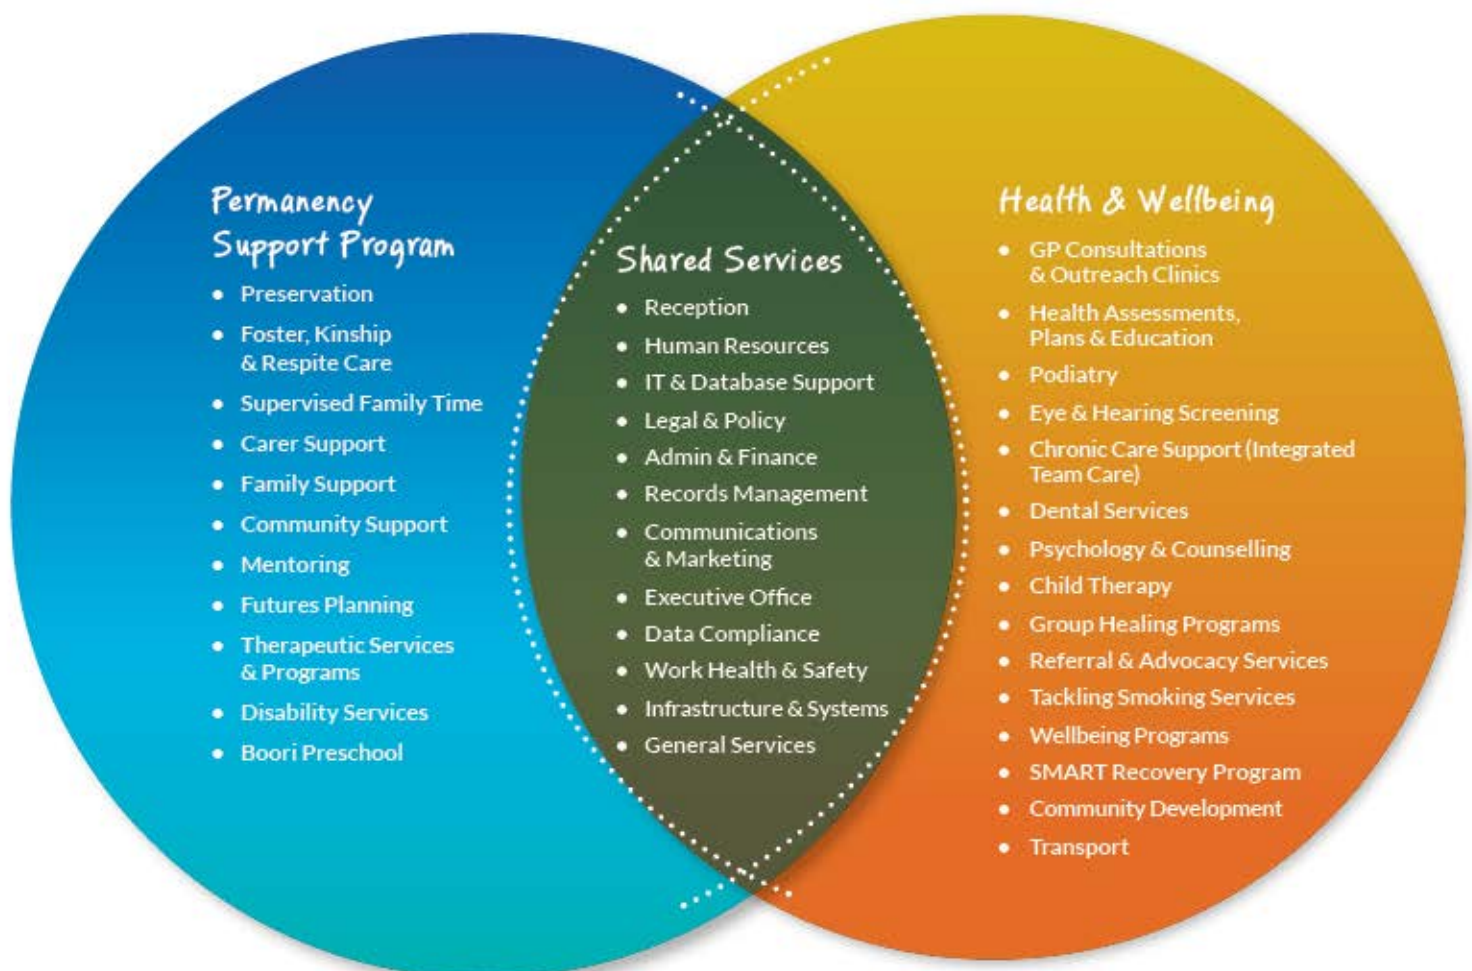 Permanency
Support Program
• Preservation
• Foster, Kinship
& Respite Care
• Supervised Family Time
• Carer Support
• Family Support
• Community Support
• Mentoring
• Futures Planning
• Therapeutic Services
& Programs
• Disability Services
• Boori Preschool
Shared Services
• Reception
• Human Resources
• IT & Database Support
• Legal & Policy
• Admin & Finance
• Records Management
• Communications
& Marketing
• Executive Office
• Data Compliance
• Work Health & Safety
• Infrastructure & Systems
• General Services
Health & Wellbeing
• GP Consultations
& Outreach Clinics
• Health Assessments,
Plans & Education
• Podiatry
• Eye & Hearing Screening
• Chronic Care Support (Integrated
Team Care)
• Dental Services
• Psychology & Counselling
• Child Therapy
• Group Healing Programs
• Referral & Advocacy Services
• Tackling Smoking Services
• Wellbeing Programs
• SMART Recovery Program
• Community Development
• Transport